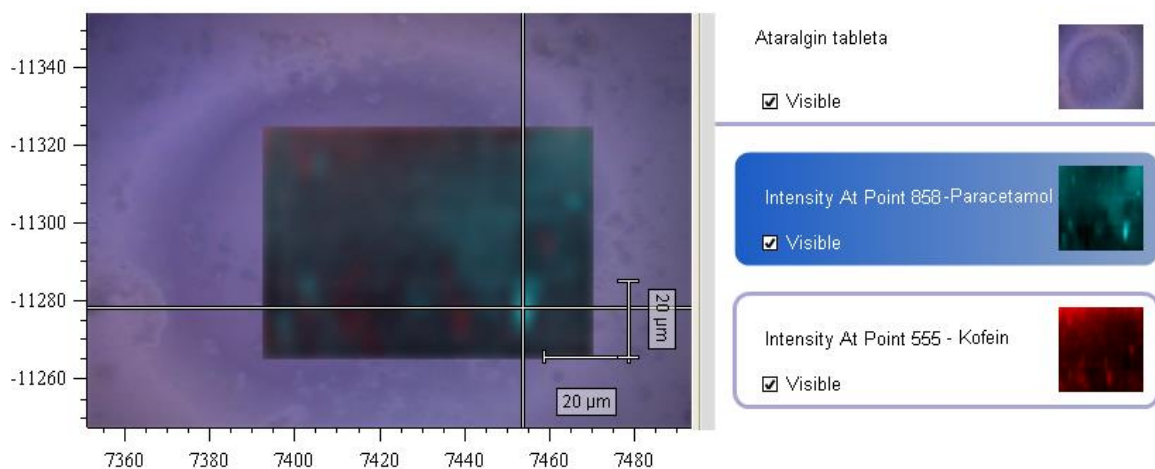 -11340
-11320
-11300
-11280
-11260
7360 7380 7400 7420 7440 7460 7480
20 µm
20 µm
Ataralgin tableta
Visible
Intensity At Point 858-Paracetamol
Visible
Intensity At Point 555 - Kofein
Visible